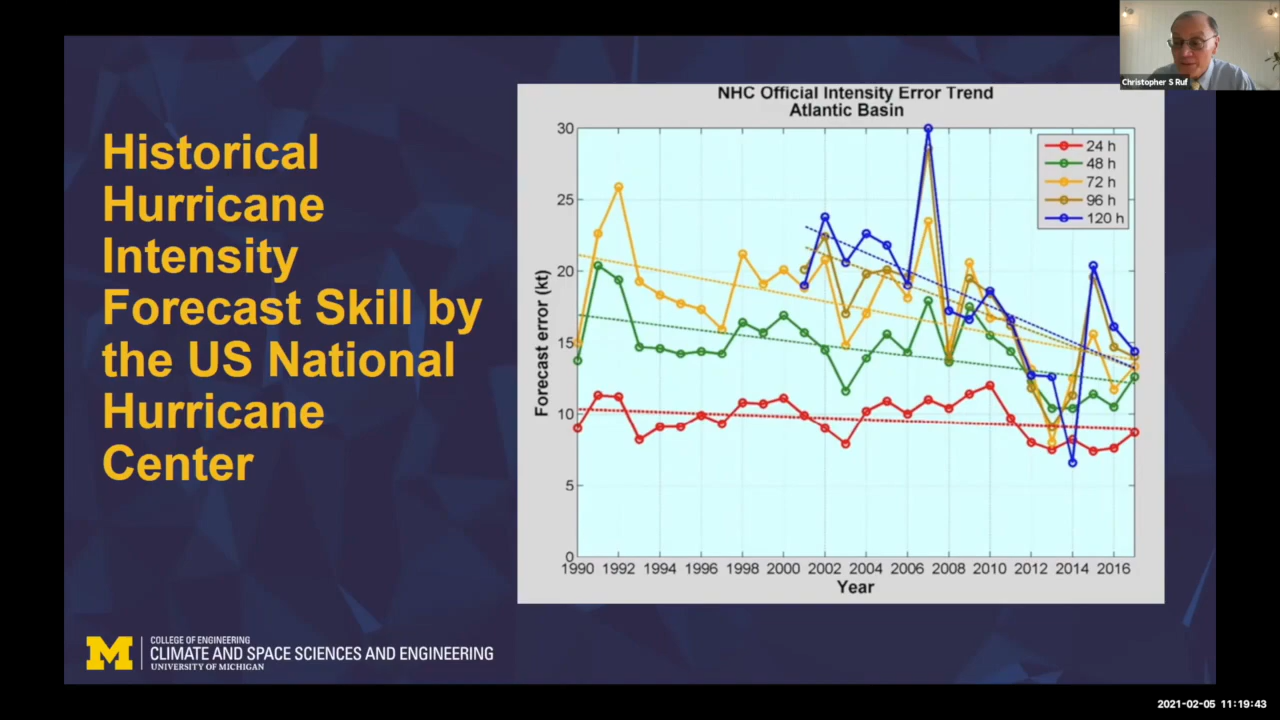 Christopher S Ruf
Historical
Hurricane
Intensity
Forecast Skill by
the US National
Hurricane
Center
NHC Official Intensity Error Trend
Atlantic Basin
Forecast error (kt)
30
25
20
15
10
5
0
24 h
48 h
72 h
96 h
120 h
1990 1992 1994 1996 1998 2000 2002 2004 2006 2008 2010 2012 2014 2016
Year
M
COLLEGE OF ENGINEERING
CLIMATE AND SPACE SCIENCES AND ENGINEERING
UNIVERSITY OF MICHIGAN
2021-02-05 11:19:43